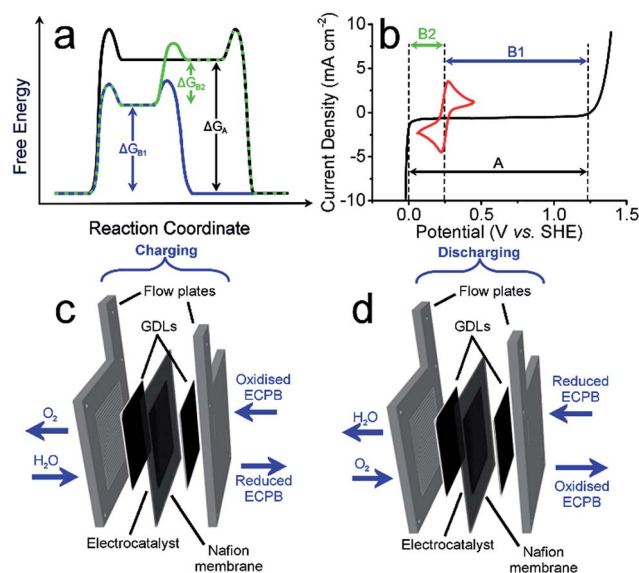 a
Free Energy
ΔG_B1
ΔG_B2
ΔG_A
Reaction Coordinate
b
B2
B1
A
Current Density (mA cm⁻²)
10
5
0
-5
-10
0.0
0.5
1.0
1.5
Potential (V vs. SHE)
Charging
c
Flow plates
GDLs
O₂
H₂O
Oxidised
ECPB
Reduced
ECPB
Electrocatalyst
Nafion
membrane
Discharging
d
Flow plates
GDLs
H₂O
O₂
Reduced
ECPB
Oxidised
ECPB
Electrocatalyst
Nafion
membrane